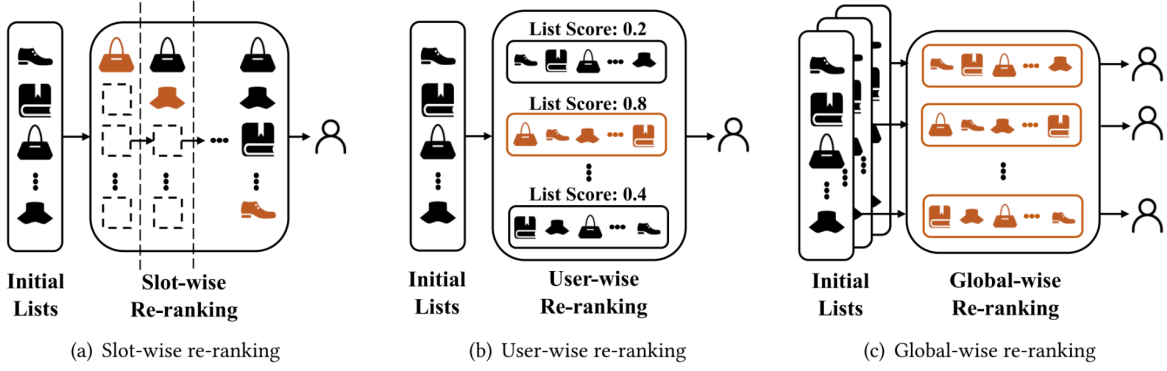 Initial
Lists
Slot-wise
Re-ranking
(a) Slot-wise re-ranking
List Score: 0.2
List Score: 0.8
List Score: 0.4
Initial
Lists
User-wise
Re-ranking
(b) User-wise re-ranking
Initial
Lists
Global-wise
Re-ranking
(c) Global-wise re-ranking